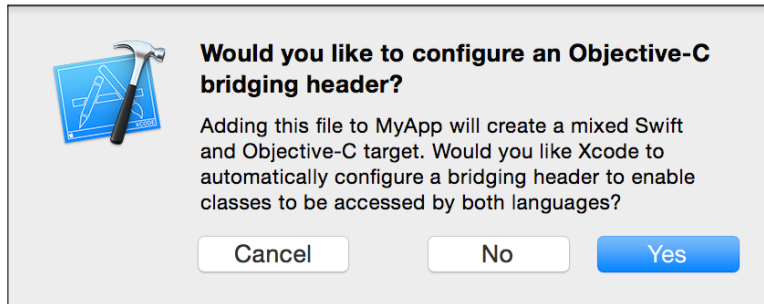 Would you like to configure an Objective-C
bridging header?
Adding this file to MyApp will create a mixed Swift
and Objective-C target. Would you like Xcode to
automatically configure a bridging header to enable
classes to be accessed by both languages?
Cancel No Yes
XCODE